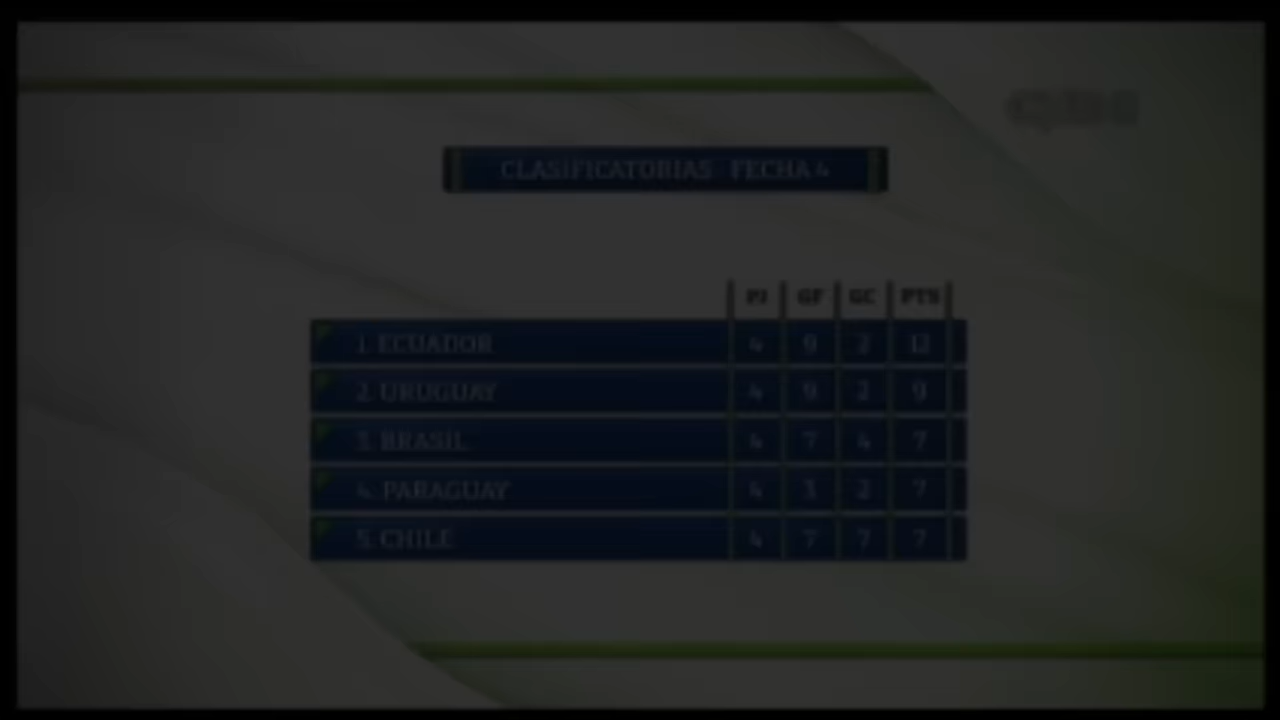 CLASIFICATORIAS FECHA 4
PJ GF GC PTS
1. ECUADOR 4 9 2 12
2. URUGUAY 4 9 2 9
3. BRASIL 4 7 4 7
4. PARAGUAY 4 3 2 7
5. CHILE 4 7 7 7